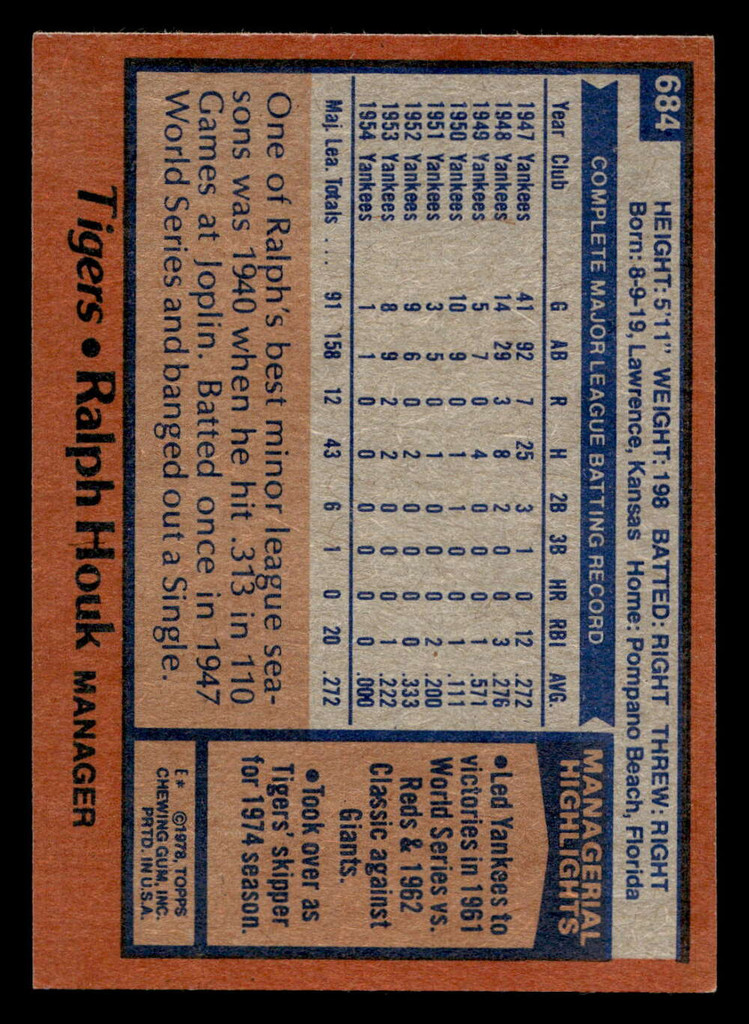 684
HEIGHT: 5'11" WEIGHT: 198 BATTED: RIGHT THREW: RIGHT
Born: 8-9-19, Lawrence, Kansas Home: Pompano Beach, Florida
COMPLETE MAJOR LEAGUE BATTING RECORD
Year Club G AB R H 2B 3B HR RBI AVG.
1947 Yankees 41 92 7 25 3 1 0 12 .272
1948 Yankees 14 29 3 8 2 0 0 3 .276
1949 Yankees 5 7 0 4 0 0 0 1 .571
1950 Yankees 10 9 0 1 1 0 0 1 .111
1951 Yankees 3 5 0 1 0 0 0 2 .200
1952 Yankees 9 6 0 2 0 0 0 0 .333
1953 Yankees 8 9 2 2 0 0 0 1 .222
1954 Yankees 1 1 0 0 0 0 0 0 .000
Maj. Lea. Totals .... 91 158 12 43 6 1 0 20 .272
One of Ralph's best minor league sea-
sons was 1940 when he hit .313 in 110
Games at Joplin. Batted once in 1947
World Series and banged out a Single.
MANAGERIAL
HIGHLIGHTS
•Led Yankees to
victories in 1961
World Series vs.
Reds & 1962
Classic against
Giants.
•Took over as
Tigers' skipper
for 1974 season.
E* ©1978, TOPPS
CHEWING GUM, INC.
PRTD. IN U.S.A.
Tigers • Ralph Houk MANAGER